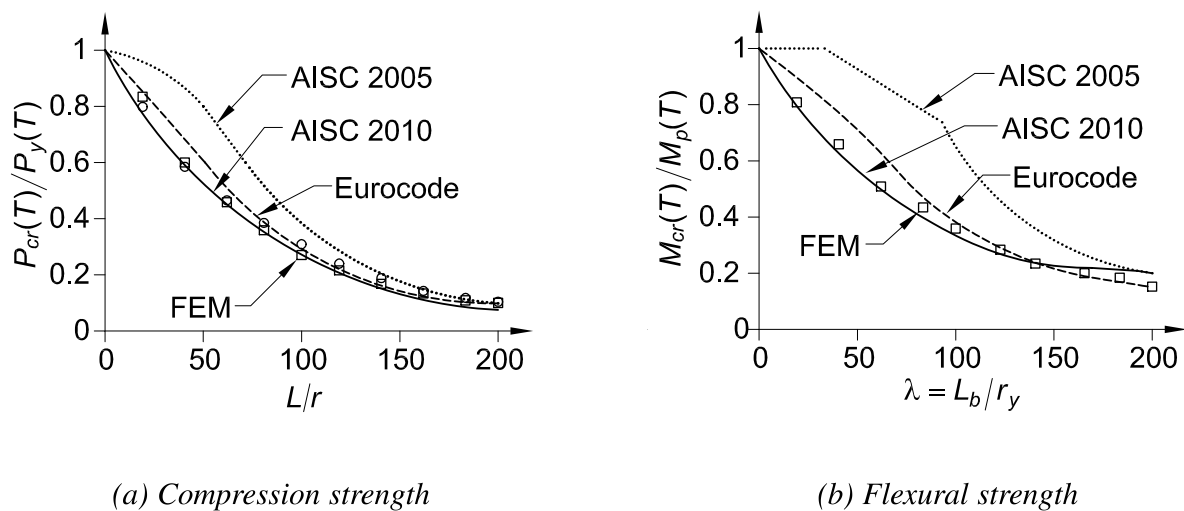 P_cr(T)/P_y(T)
1
0.8
0.6
0.4
0.2
0
0 50 100 150 200
L/r
AISC 2005
AISC 2010
Eurocode
FEM
(a) Compression strength
M_cr(T)/M_p(T)
1
0.8
0.6
0.4
0.2
0
0 50 100 150 200
λ = L_b/r_y
AISC 2005
AISC 2010
Eurocode
FEM
(b) Flexural strength